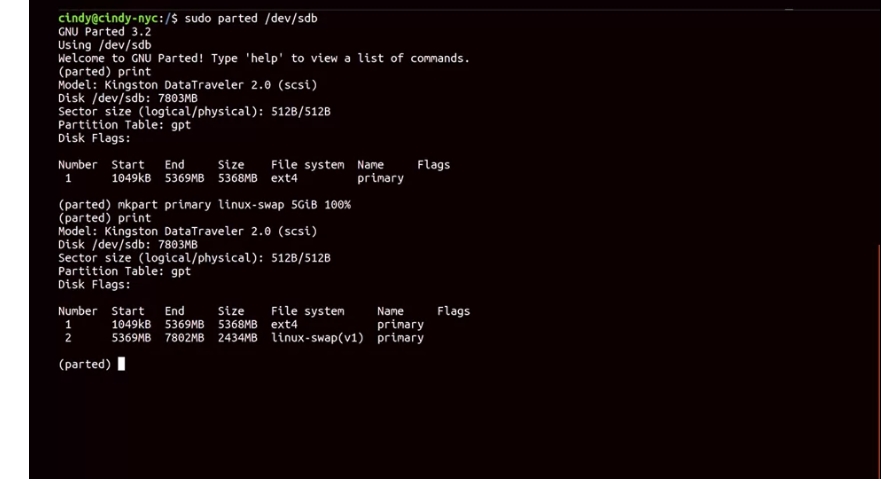 cindy@cindy-nyc:/$ sudo parted /dev/sdb
GNU Parted 3.2
Using /dev/sdb
Welcome to GNU Parted! Type 'help' to view a list of commands.
(parted) print
Model: Kingston DataTraveler 2.0 (scsi)
Disk /dev/sdb: 7803MB
Sector size (logical/physical): 512B/512B
Partition Table: gpt
Disk Flags:

Number  Start   End     Size    File system  Name     Flags
 1      1049kB  5369MB  5368MB  ext4         primary

(parted) mkpart primary linux-swap 5GiB 100%
(parted) print
Model: Kingston DataTraveler 2.0 (scsi)
Disk /dev/sdb: 7803MB
Sector size (logical/physical): 512B/512B
Partition Table: gpt
Disk Flags:

Number  Start   End     Size    File system     Name     Flags
 1      1049kB  5369MB  5368MB  ext4            primary
 2      5369MB  7802MB  2434MB  linux-swap(v1)  primary

(parted)